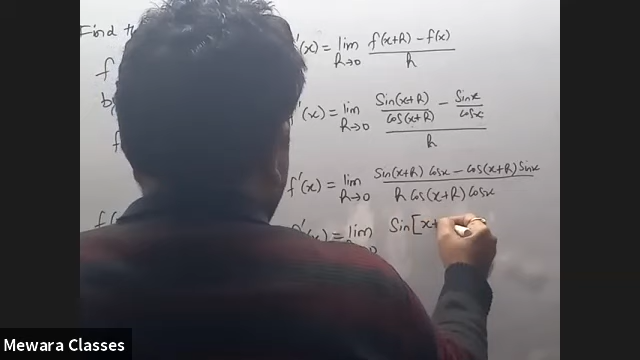 Find
f'(x) = lim h→0 f(x+h) - f(x) / h
f'(x) = lim h→0 Sin(x+h)/cos(x+h) - Sinx/cosx / h
f'(x) = lim h→0 Sin(x+h) cosx - cos(x+h) Sinx / h cos(x+h) cosx
= lim Sin[x+
Mewara Classes